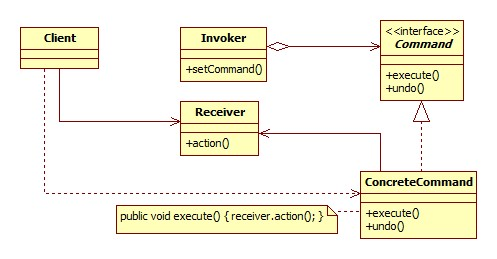 Client
Invoker
+setCommand()
<<interface>>
Command
+execute()
+undo()
Receiver
+action()
ConcreteCommand
+execute()
+undo()
public void execute() { receiver.action(); }